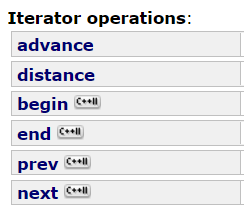 Iterator operations:
advance
distance
begin C++11
end C++11
prev C++11
next C++11